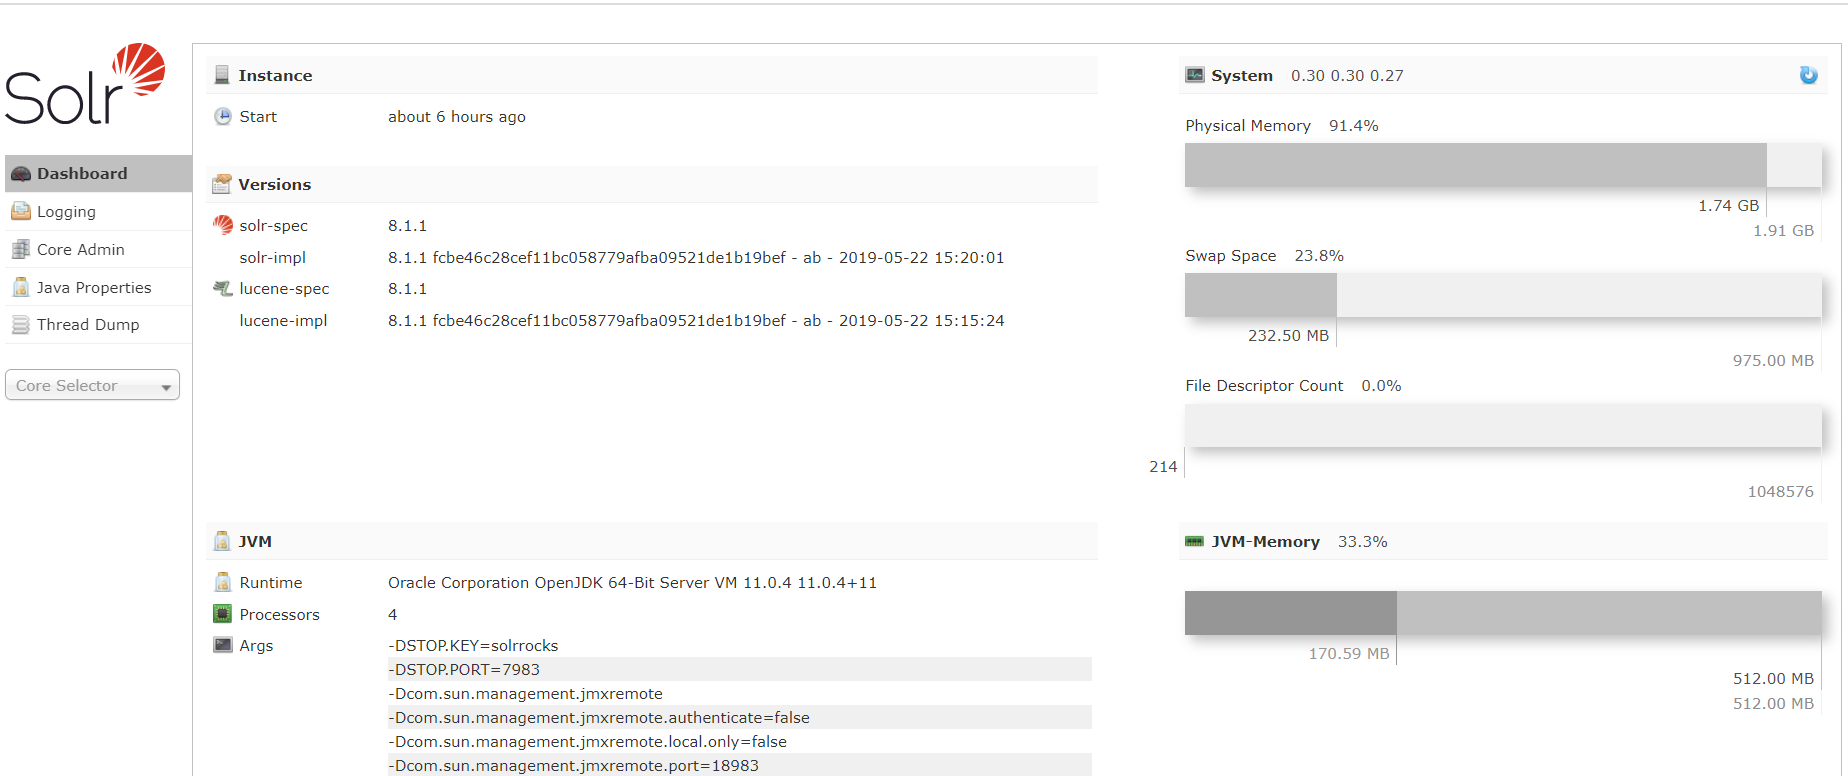 Solr
Dashboard
Logging
Core Admin
Java Properties
Thread Dump
Core Selector
Instance
Start about 6 hours ago
Versions
solr-spec 8.1.1
solr-impl 8.1.1 fcbe46c28cef11bc058779afba09521de1b19bef - ab - 2019-05-22 15:20:01
lucene-spec 8.1.1
lucene-impl 8.1.1 fcbe46c28cef11bc058779afba09521de1b19bef - ab - 2019-05-22 15:15:24
JVM
Runtime Oracle Corporation OpenJDK 64-Bit Server VM 11.0.4 11.0.4+11
Processors 4
Args -DSTOP.KEY=solrrocks
-DSTOP.PORT=7983
-Dcom.sun.management.jmxremote
-Dcom.sun.management.jmxremote.authenticate=false
-Dcom.sun.management.jmxremote.local.only=false
-Dcom.sun.management.jmxremote.port=18983
System 0.30 0.30 0.27
Physical Memory 91.4%
1.74 GB
1.91 GB
Swap Space 23.8%
232.50 MB
975.00 MB
File Descriptor Count 0.0%
214
1048576
JVM-Memory 33.3%
170.59 MB
512.00 MB
512.00 MB